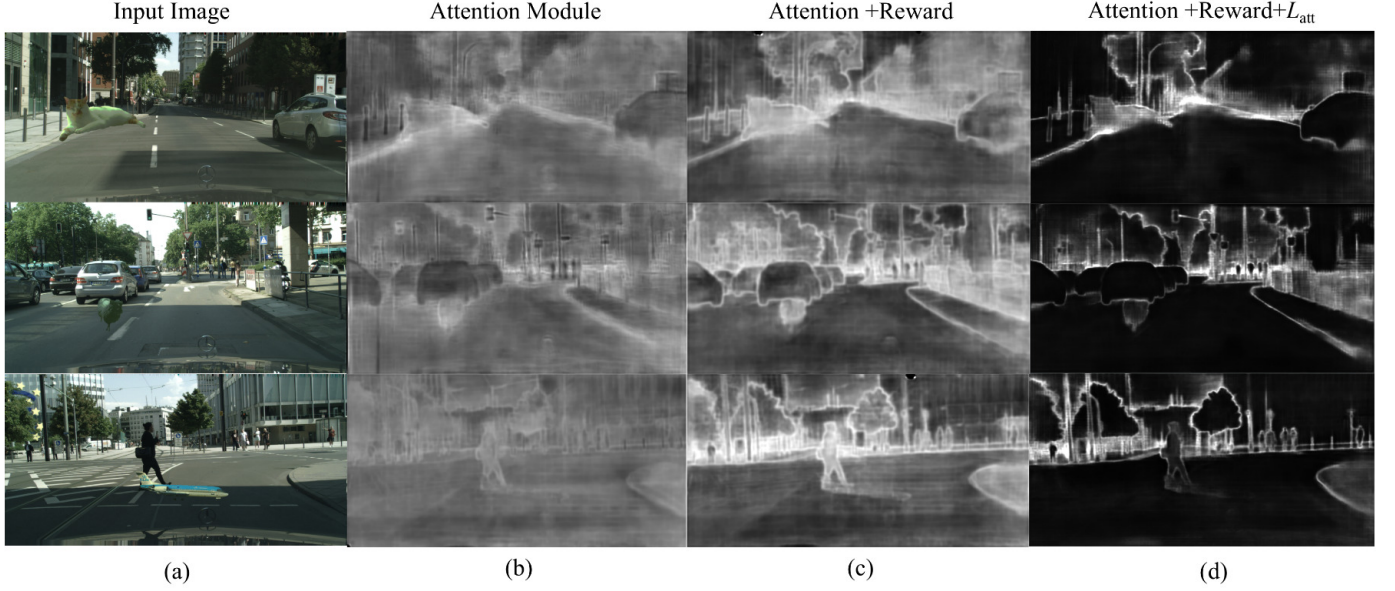 Input Image
Attention Module
Attention +Reward
Attention +Reward+Latt
(a)
(b)
(c)
(d)